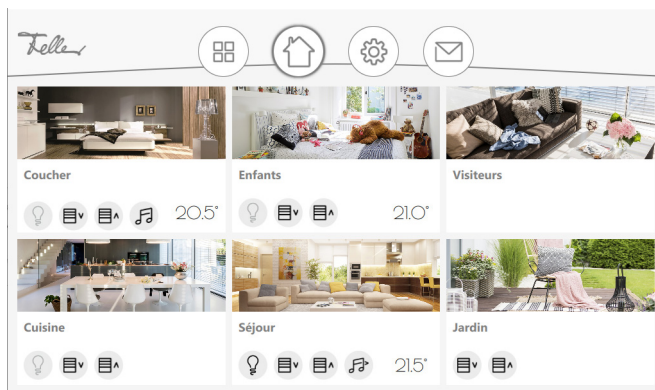 Feller
Coucher
20.5°
Enfants
21.0°
Visiteurs
Cuisine
Séjour
21.5°
Jardin